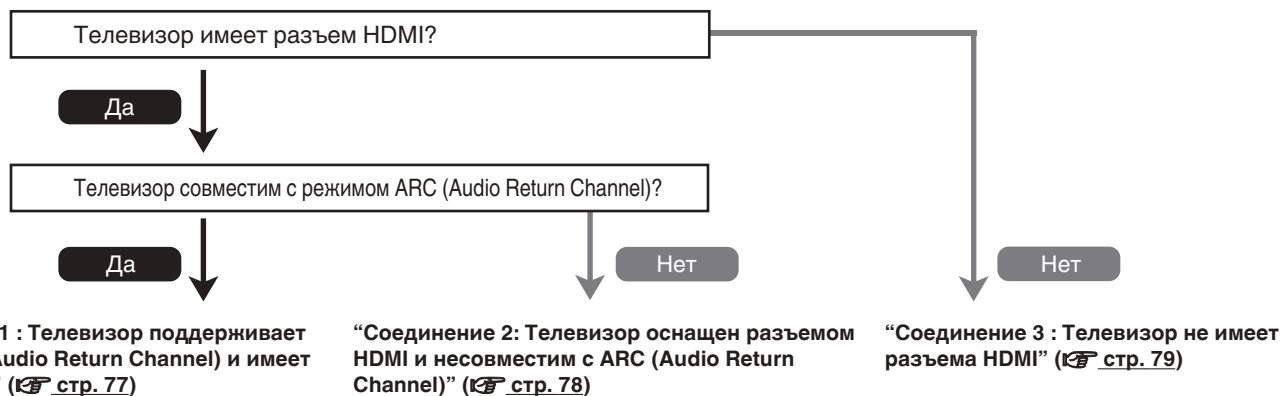 Телевизор имеет разъем HDMI?
Да
Телевизор совместим с режимом ARC (Audio Return Channel)?
Да
Нет
Нет
1 : Телевизор поддерживает
Audio Return Channel) и имеет
” (☞ стр. 77)
“Соединение 2: Телевизор оснащен разъемом
HDMI и несовместим с ARC (Audio Return
Channel)” (☞ стр. 78)
“Соединение 3 : Телевизор не имеет
разъема HDMI” (☞ стр. 79)